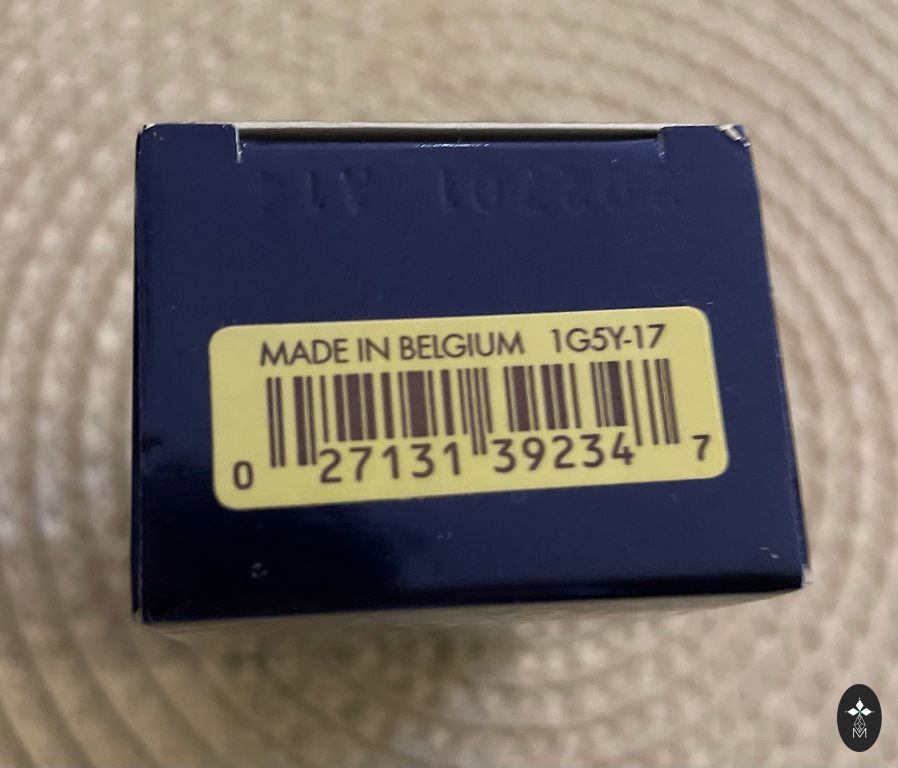 MADE IN BELGIUM 1G5Y-17
0 27131 39234 7
M